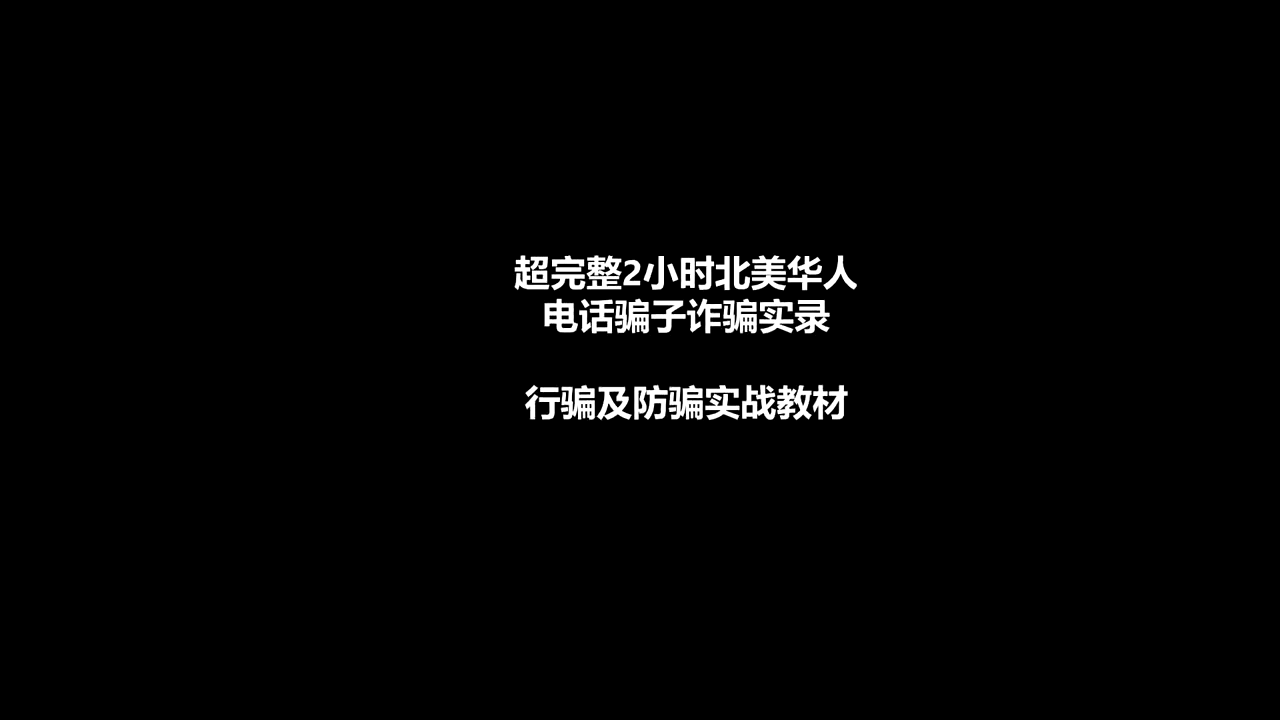 超完整2小时北美华人
电话骗子诈骗实录
行骗及防骗实战教材